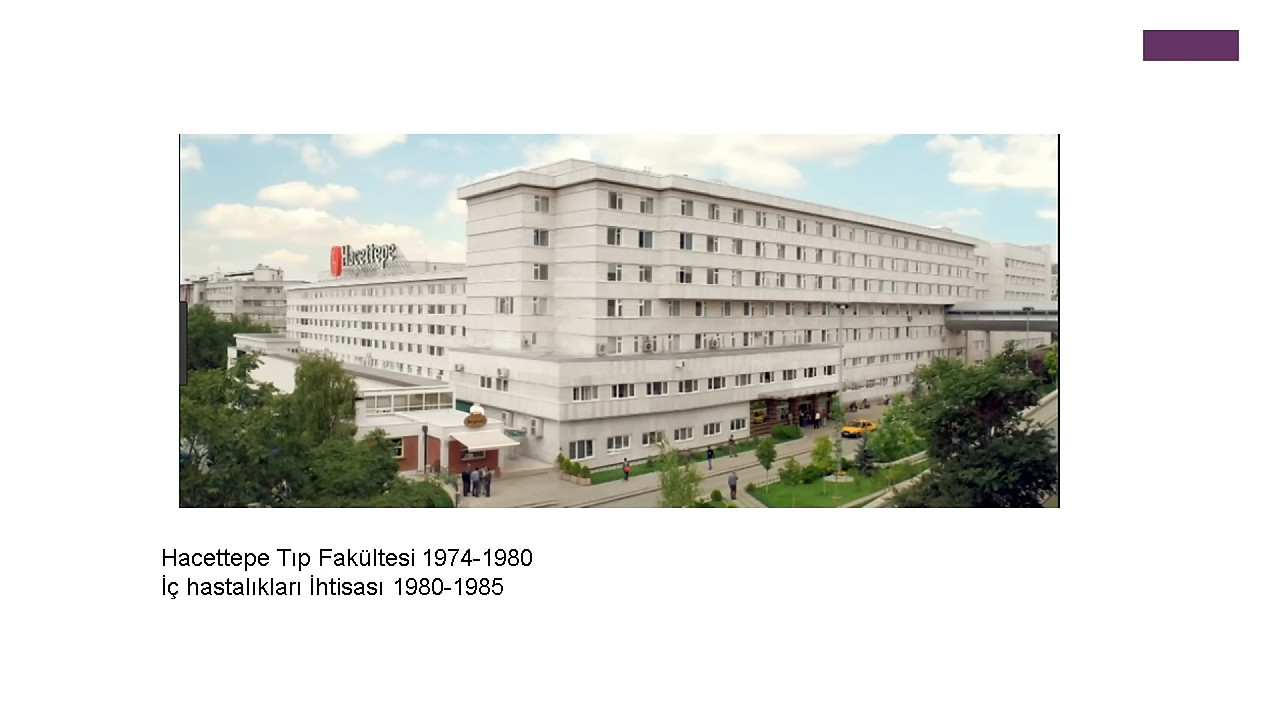 Hacettepe
Hacettepe Tıp Fakültesi 1974-1980
İç hastalıkları İhtisası 1980-1985